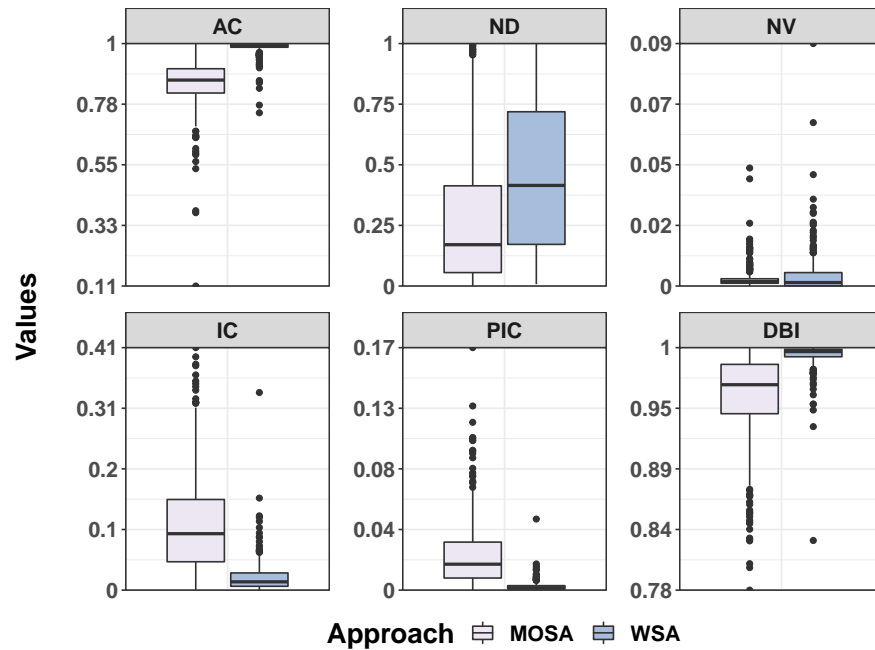 AC ND NV
1 1 0.09
0.78 0.75 0.07
0.55 0.5 0.05
0.33 0.25 0.02
0.11 0 0
Values
IC PIC DBI
0.41 0.17 1
0.31 0.13 0.95
0.2 0.08 0.89
0.1 0.04 0.84
0 0 0.78
Approach MOSA WSA